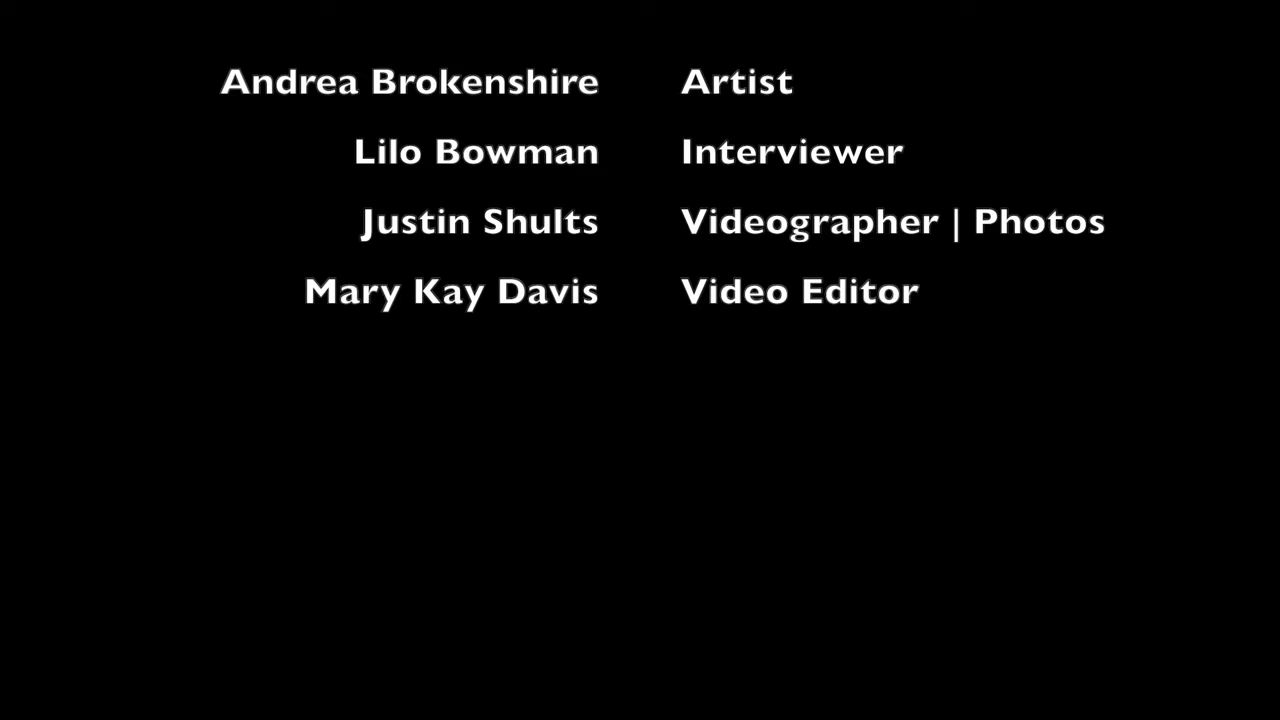 Andrea Brokenshire Artist
Lilo Bowman Interviewer
Justin Shults Videographer | Photos
Mary Kay Davis Video Editor